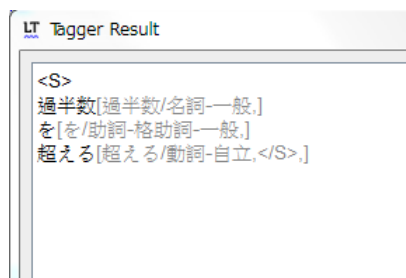 LT Tagger Result
<S>
過半数[過半数/名詞-一般,]
を[を/助詞-格助詞-一般,]
超える[超える/動詞-自立,</S>,]